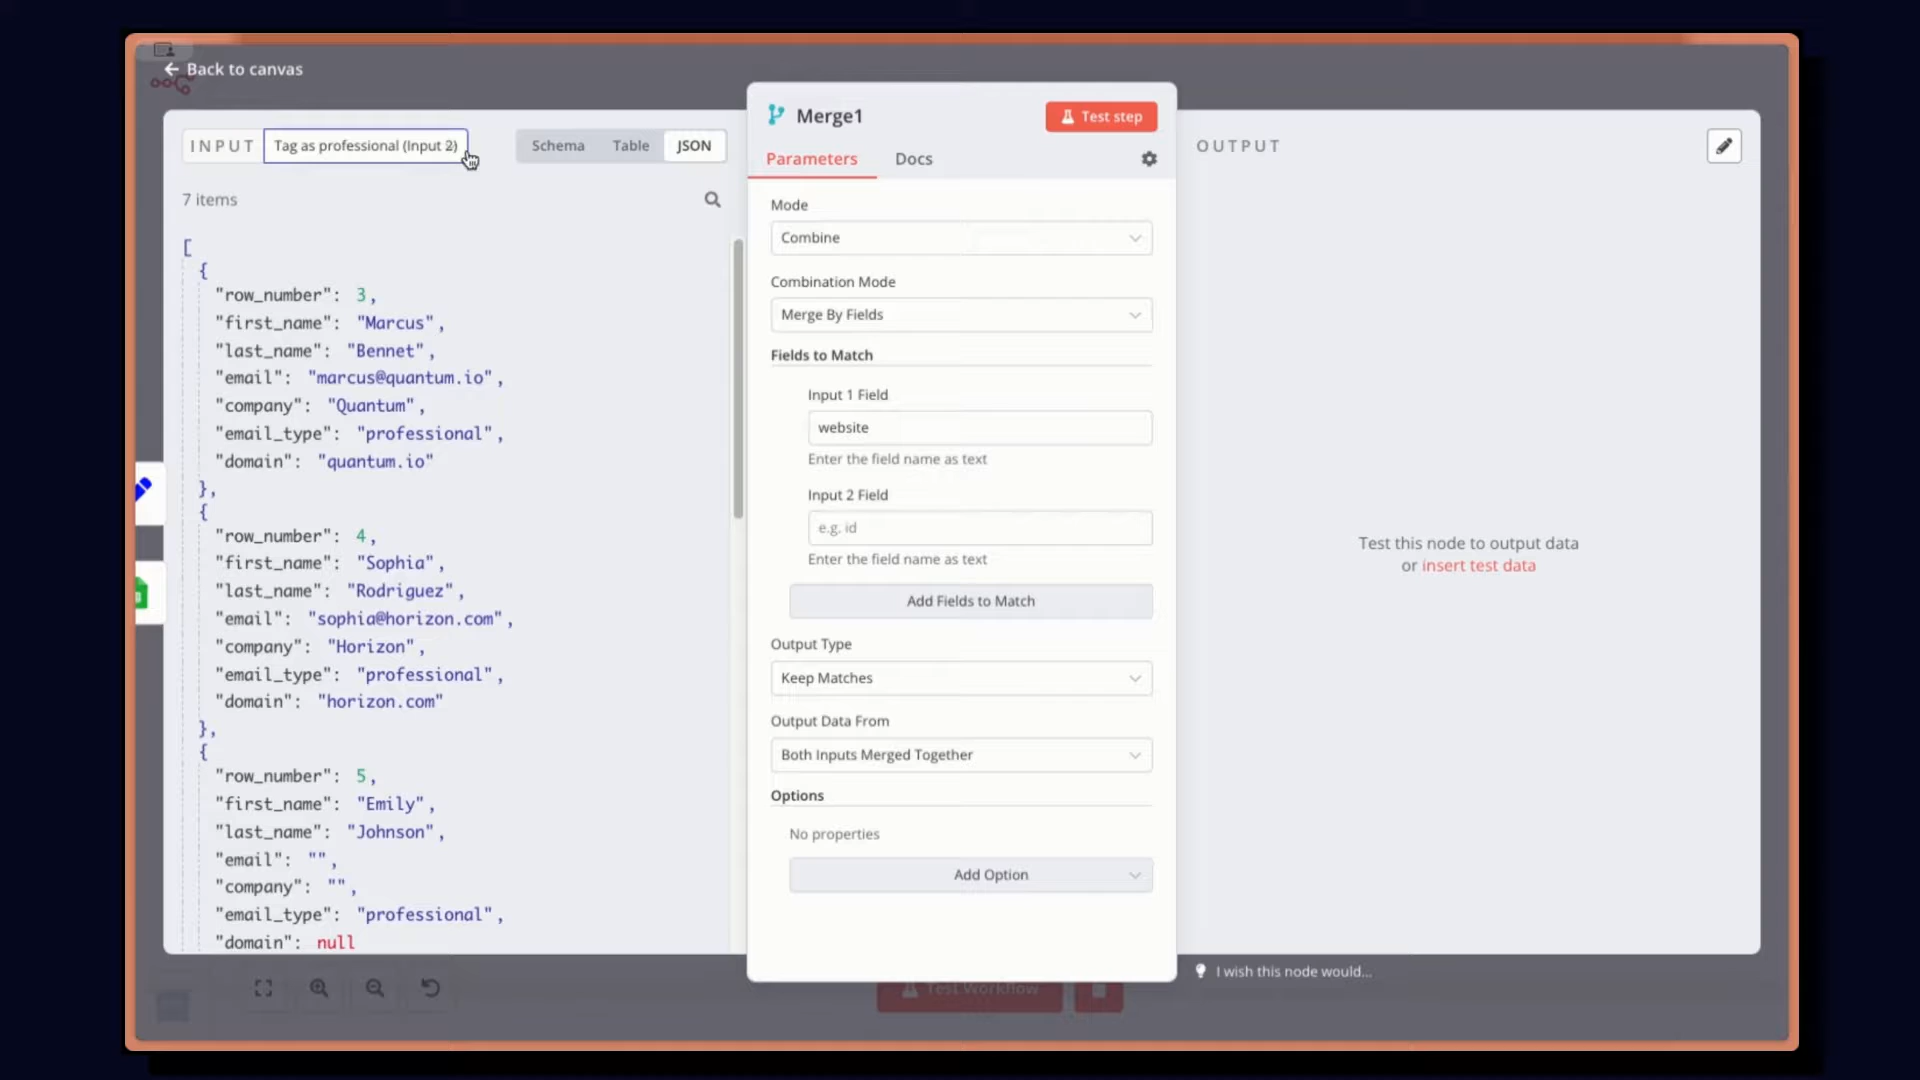 Back to canvas
INPUT
Tag as professional (Input 2)
Schema
Table
JSON
7 items
[
{
"row_number": 3,
"first_name": "Marcus",
"last_name": "Bennet",
"email": "marcus@quantum.io",
"company": "Quantum",
"email_type": "professional",
"domain": "quantum.io"
},
{
"row_number": 4,
"first_name": "Sophia",
"last_name": "Rodriguez",
"email": "sophia@horizon.com",
"company": "Horizon",
"email_type": "professional",
"domain": "horizon.com"
},
{
"row_number": 5,
"first_name": "Emily",
"last_name": "Johnson",
"email": "",
"company": "",
"email_type": "professional",
"domain": null
Merge1
Test step
Parameters
Docs
Mode
Combine
Combination Mode
Merge By Fields
Fields to Match
Input 1 Field
website
Enter the field name as text
Input 2 Field
e.g. id
Enter the field name as text
Add Fields to Match
Output Type
Keep Matches
Output Data From
Both Inputs Merged Together
Options
No properties
Add Option
OUTPUT
Test this node to output data
or insert test data
I wish this node would...
Test Workflow